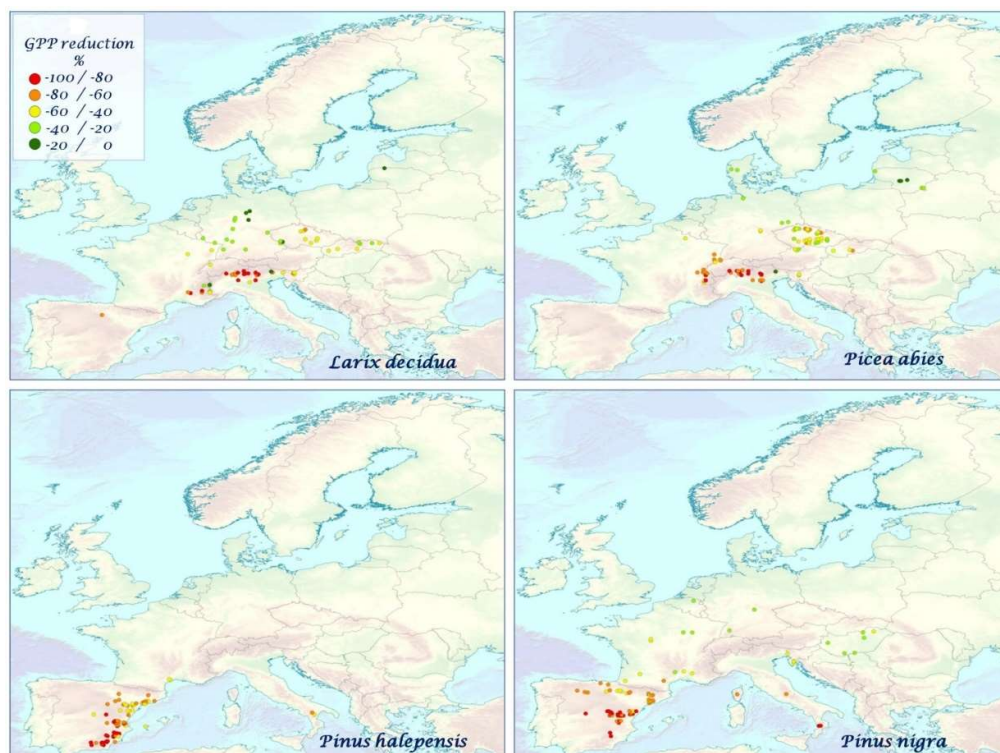 GPP reduction
%
-100 / -80
-80 / -60
-60 / -40
-40 / -20
-20 / 0
Larix decidua
Picea abies
Pinus halepensis
Pinus nigra